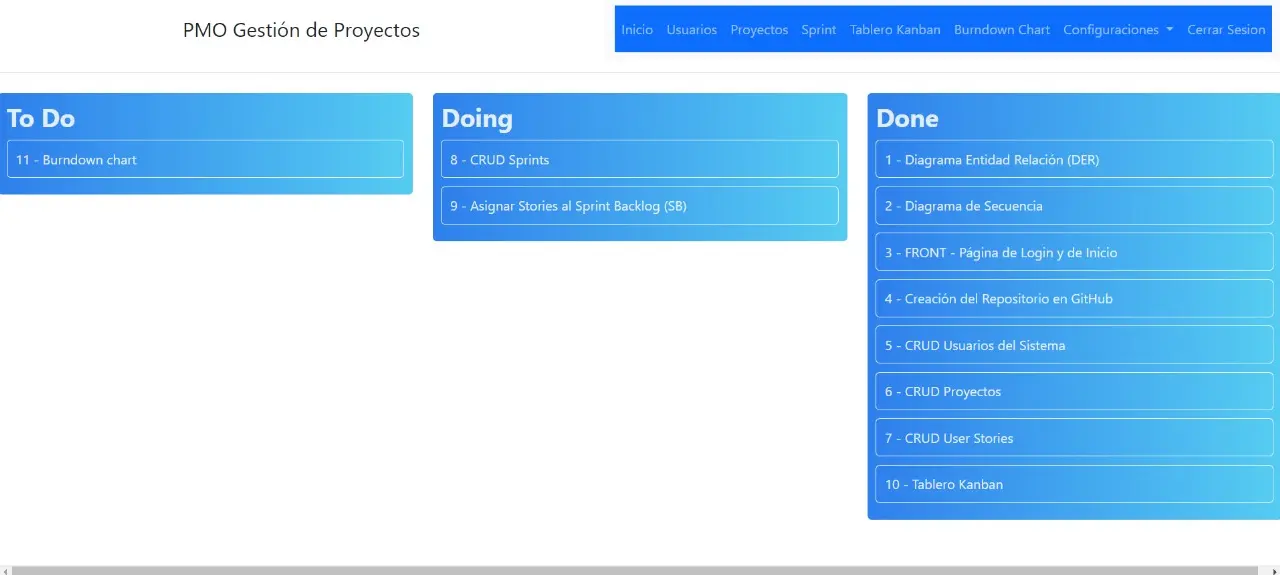 PMO Gestión de Proyectos
Inicio Usuarios Proyectos Sprint Tablero Kanban Burndown Chart Configuraciones Cerrar Sesion
To Do
11 - Burndown chart
Doing
8 - CRUD Sprints
9 - Asignar Stories al Sprint Backlog (SB)
Done
1 - Diagrama Entidad Relación (DER)
2 - Diagrama de Secuencia
3 - FRONT - Página de Login y de Inicio
4 - Creación del Repositorio en GitHub
5 - CRUD Usuarios del Sistema
6 - CRUD Proyectos
7 - CRUD User Stories
10 - Tablero Kanban